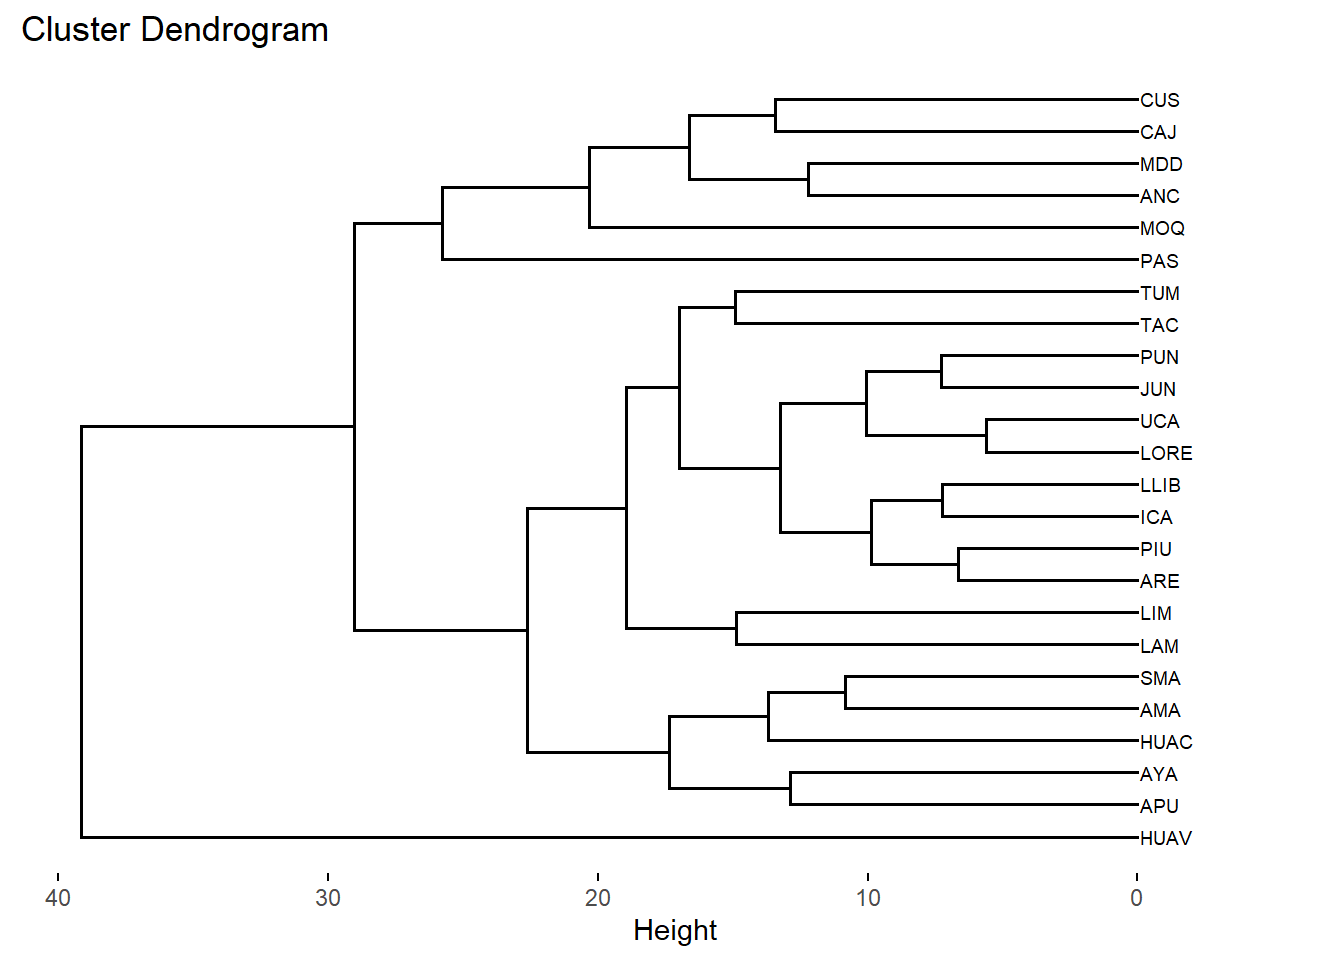 Cluster Dendrogram
CUS
CAJ
MDD
ANC
MOQ
PAS
TUM
TAC
PUN
JUN
UCA
LORE
LLIB
ICA
PIU
ARE
LIM
LAM
SMA
AMA
HUAC
AYA
APU
HUAV
40 30 20 10 0
Height